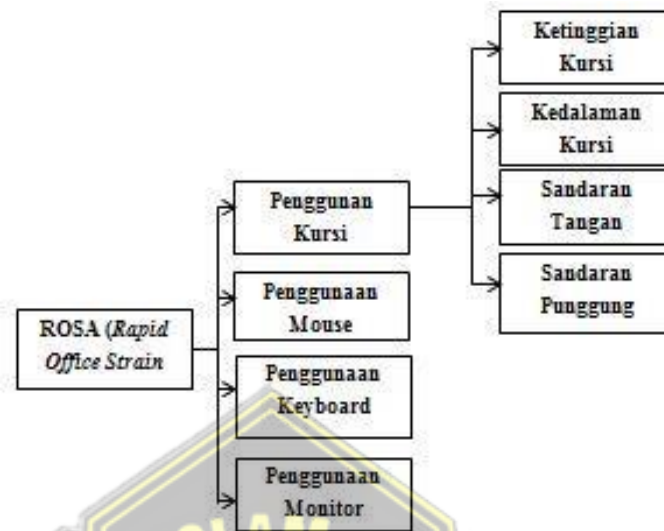 Ketinggian
Kursi
Kedalaman
Kursi
Sandaran
Tangan
Sandaran
Punggung
Penggunan
Kursi
Penggunaan
Mouse
Penggunaan
Keyboard
Penggunaan
Monitor
ROSA (Rapid
Office Strain